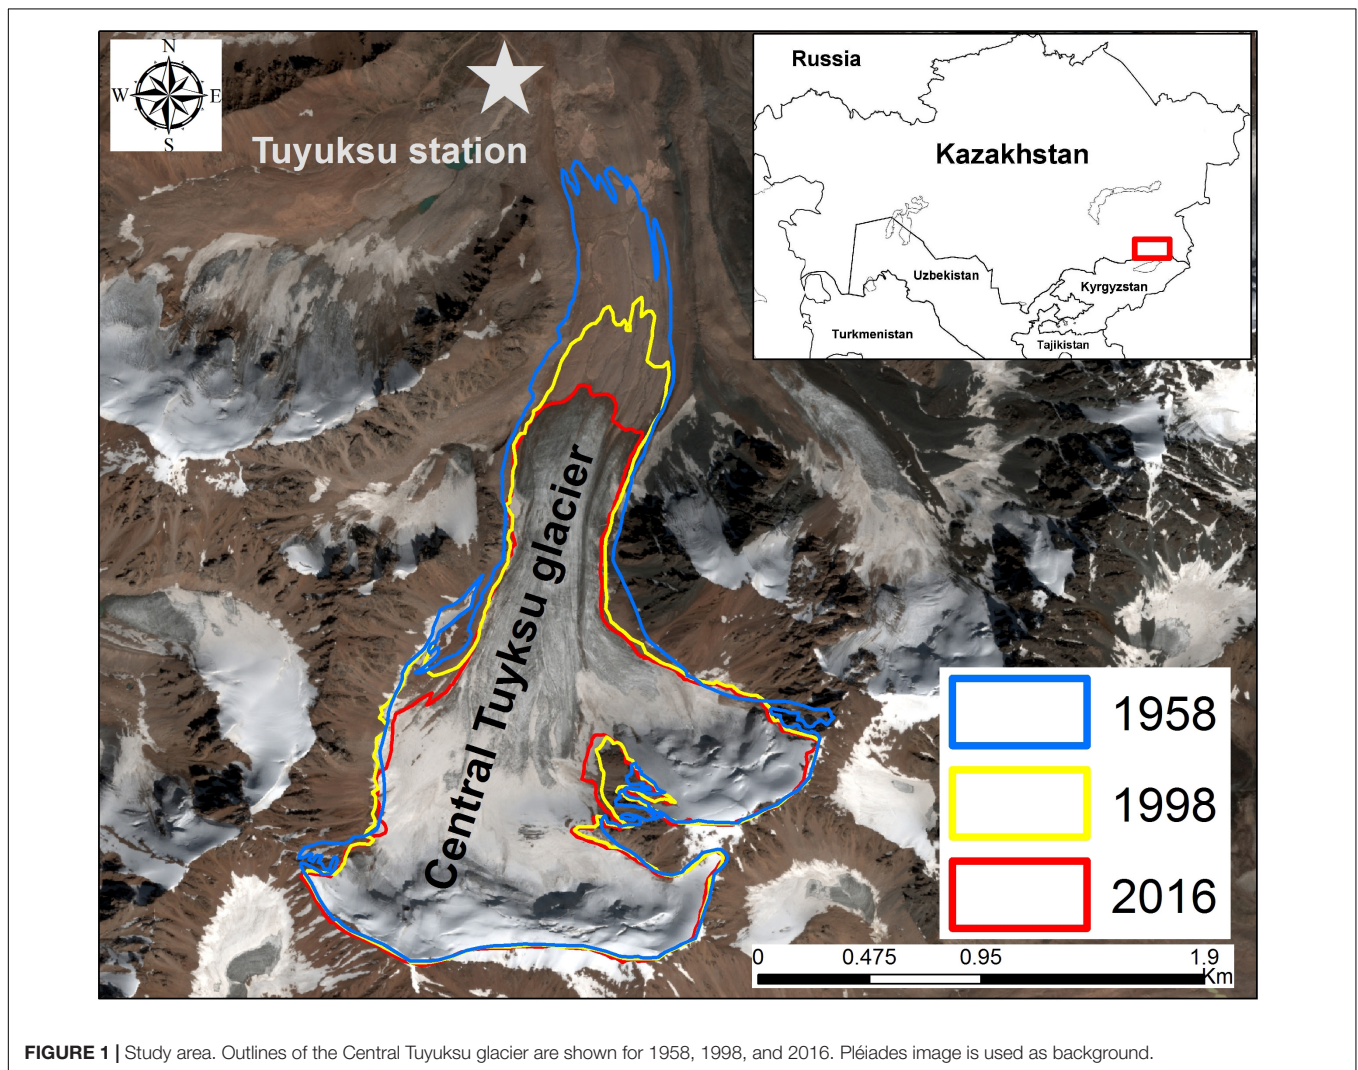 N
W E
S
Tuyuksu station
Russia
Kazakhstan
Uzbekistan
Kyrgyzstan
Turkmenistan
Tajikistan
Central Tuyksu glacier
1958
1998
2016
0 0.475 0.95 1.9
Km
FIGURE 1 | Study area. Outlines of the Central Tuyuksu glacier are shown for 1958, 1998, and 2016. Pléiades image is used as background.